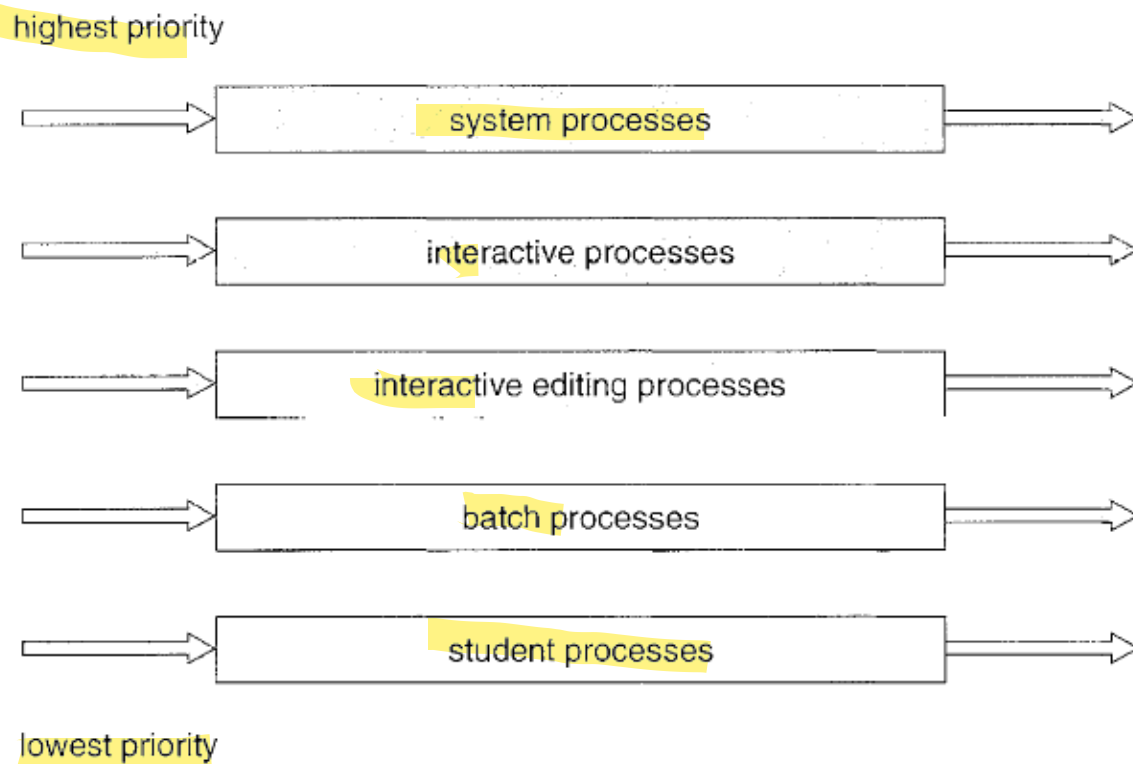 highest priority
system processes
interactive processes
interactive editing processes
batch processes
student processes
lowest priority